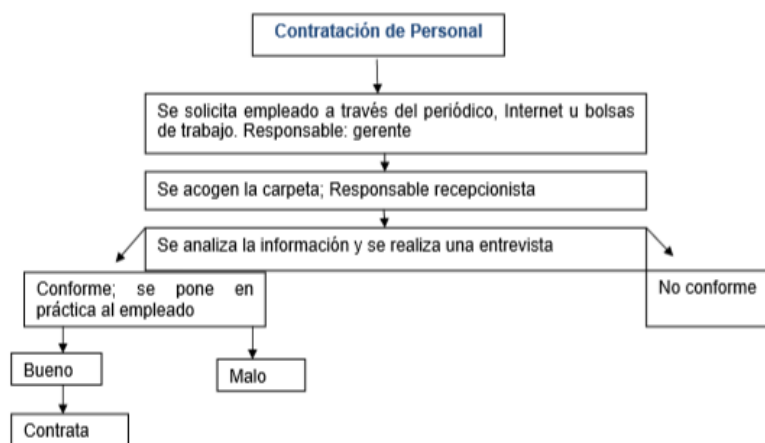 Contratación de Personal
Se solicita empleado a través del periódico, Internet u bolsas
de trabajo. Responsable: gerente
Se acogen la carpeta; Responsable recepcionista
Se analiza la información y se realiza una entrevista
Conforme; se pone en
práctica al empleado
No conforme
Bueno
Malo
Contrata